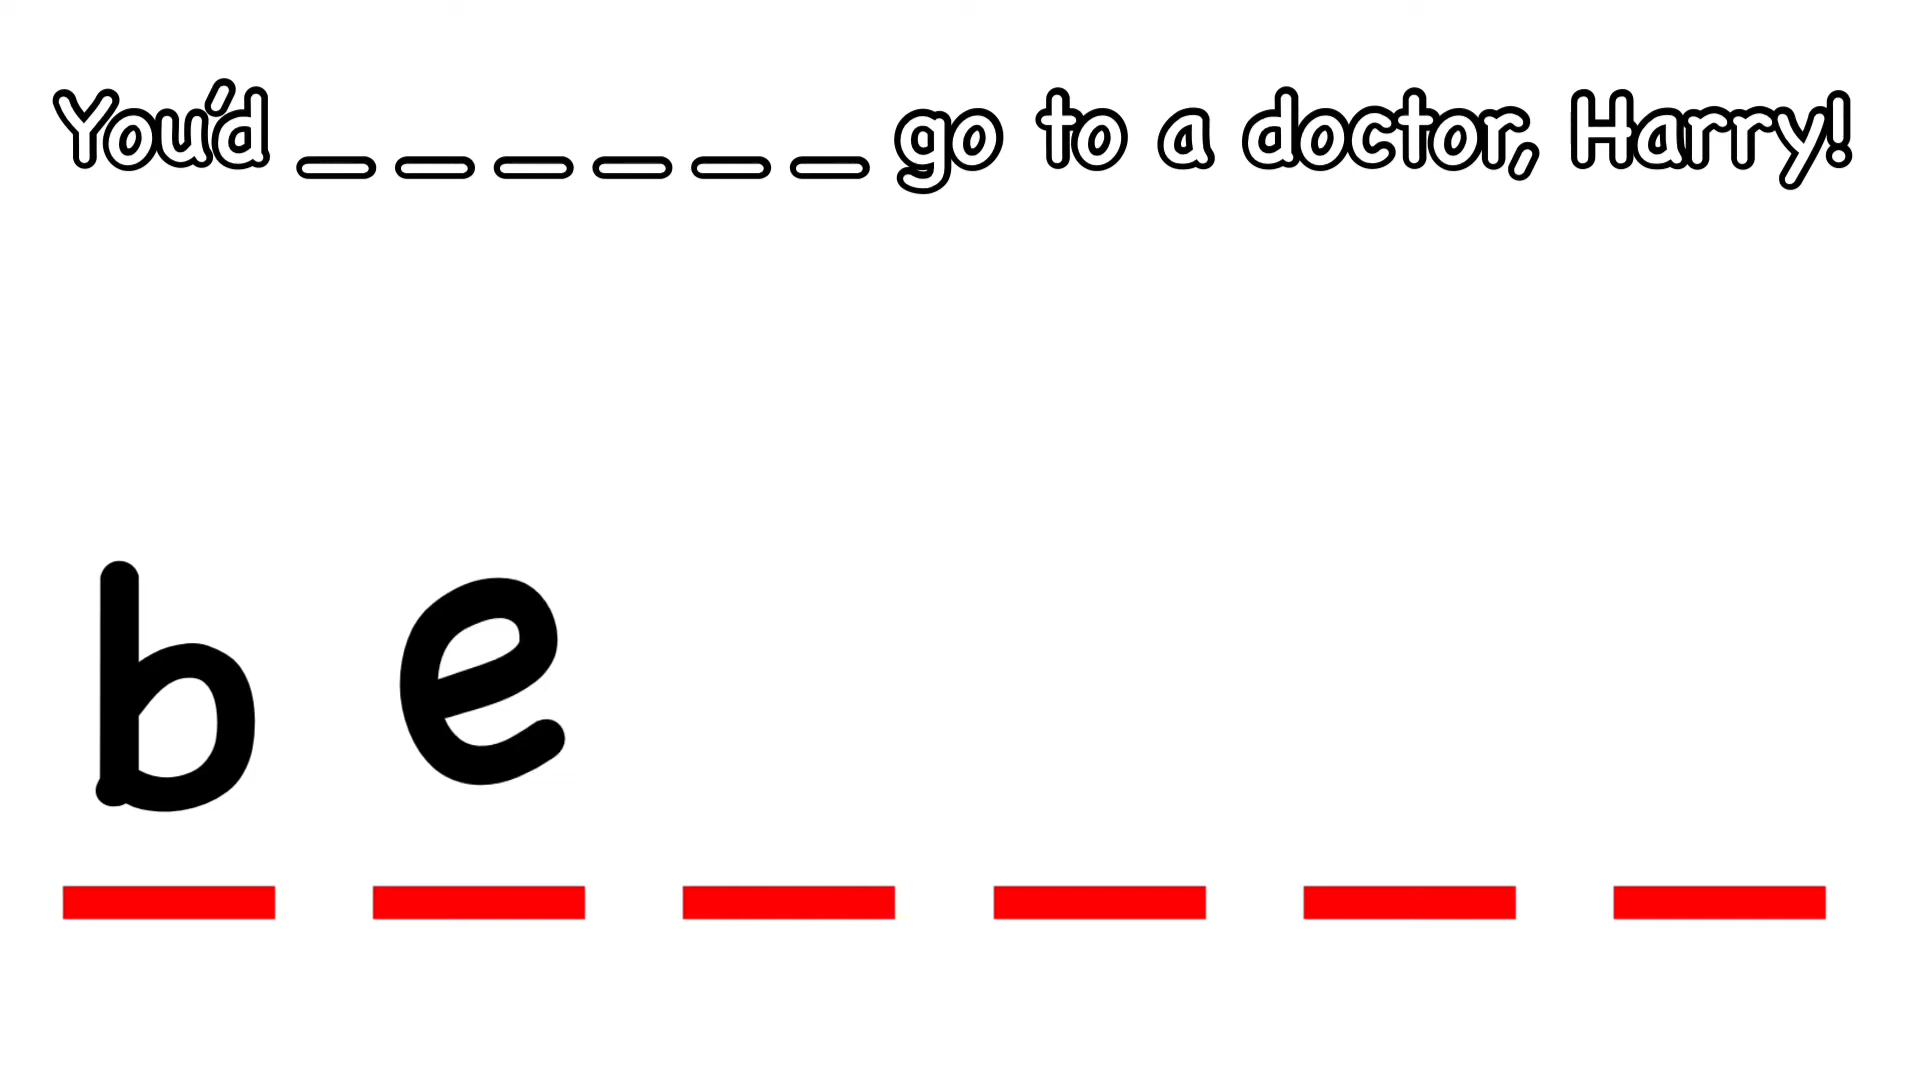 You'd _ _ _ _ _ _ go to a doctor, Harry!
b e
_ _ _ _ _ _